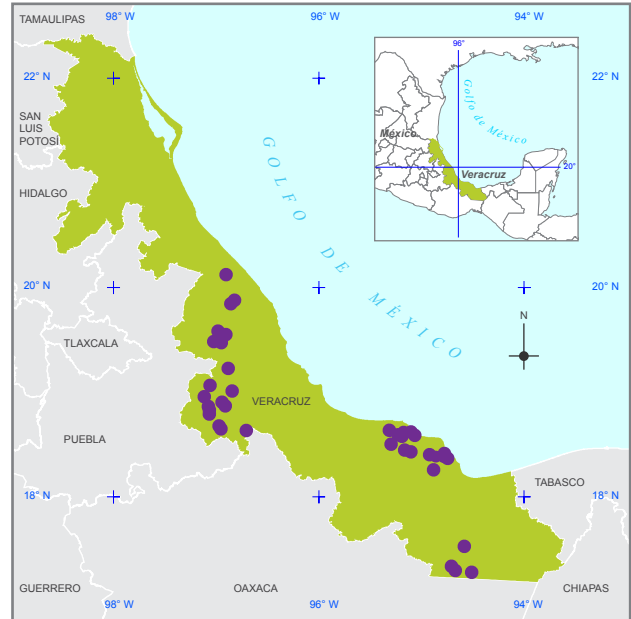 TAMAULIPAS
98° W
96° W
94° W
96°
22° N
22° N
Golfo de México
SAN
LUIS
POTOSÍ
México
20°
Veracruz
HIDALGO
GOLFO DE MÉXICO
20° N
20° N
N
TLAXCALA
VERACRUZ
PUEBLA
TABASCO
18° N
18° N
GUERRERO
OAXACA
CHIAPAS
98° W
96° W
94° W